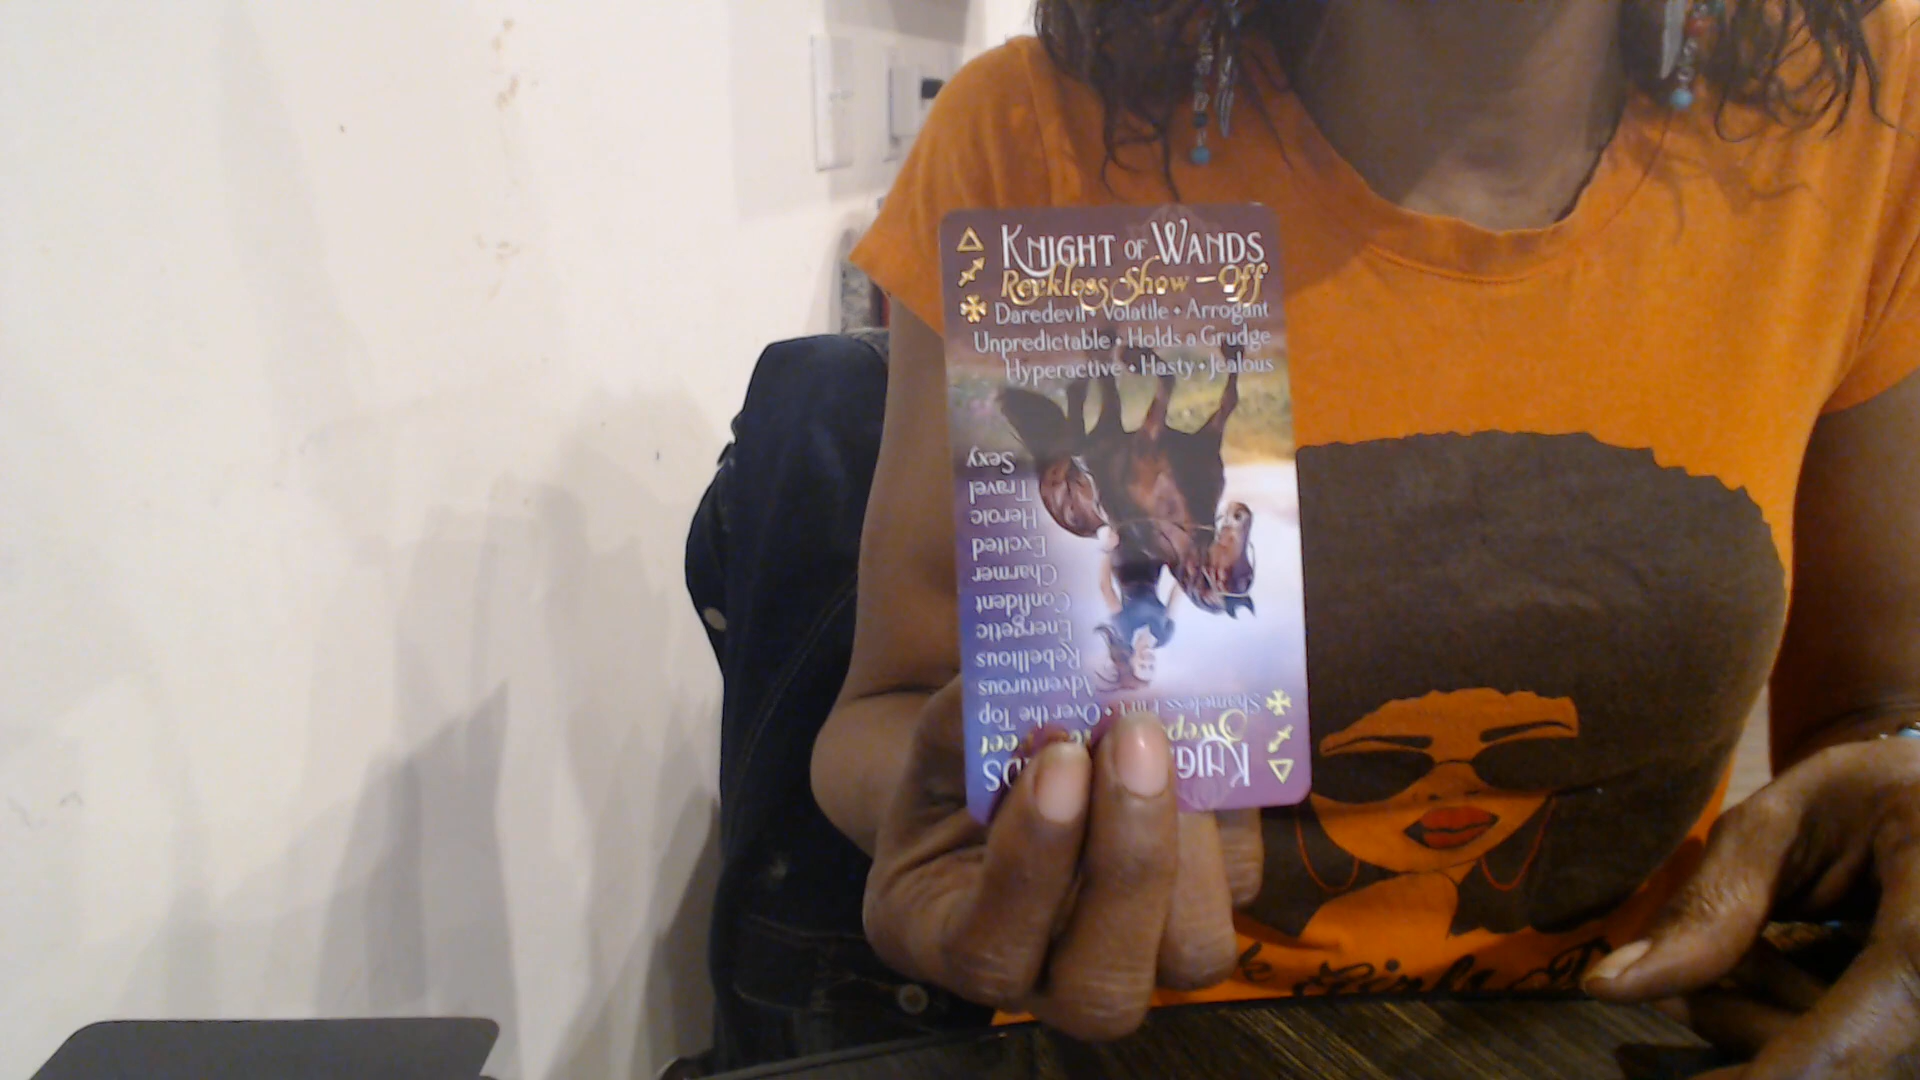 Knight of Wands
Reckless Show-Off
Daredevil • Volatile • Arrogant
Unpredictable • Holds a Grudge
Hyperactive • Hasty • Jealous
Sexy
Travel
Heroic
Excited
Charmer
Confident
Energetic
Rebellious
Adventurous
Shameless • Over the Top
Girls